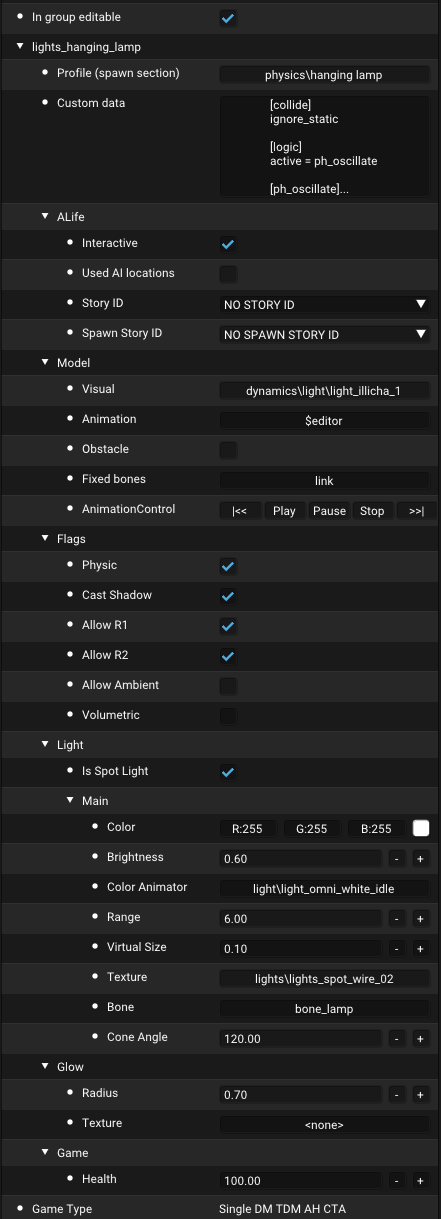 In group editable
lights_hanging_lamp
Profile (spawn section) physics\hanging lamp
Custom data [collide]
ignore_static
[logic]
active = ph_oscillate
[ph_oscillate]...
ALife
Interactive
Used AI locations
Story ID NO STORY ID
Spawn Story ID NO SPAWN STORY ID
Model
Visual dynamics\light\light_illicha_1
Animation $editor
Obstacle
Fixed bones link
AnimationControl |<< Play Pause Stop >>|
Flags
Physic
Cast Shadow
Allow R1
Allow R2
Allow Ambient
Volumetric
Light
Is Spot Light
Main
Color R:255 G:255 B:255
Brightness 0.60 - +
Color Animator light\light_omni_white_idle
Range 6.00 - +
Virtual Size 0.10 - +
Texture lights\lights_spot_wire_02
Bone bone_lamp
Cone Angle 120.00 - +
Glow
Radius 0.70 - +
Texture <none>
Game
Health 100.00 - +
Game Type Single DM TDM AH CTA